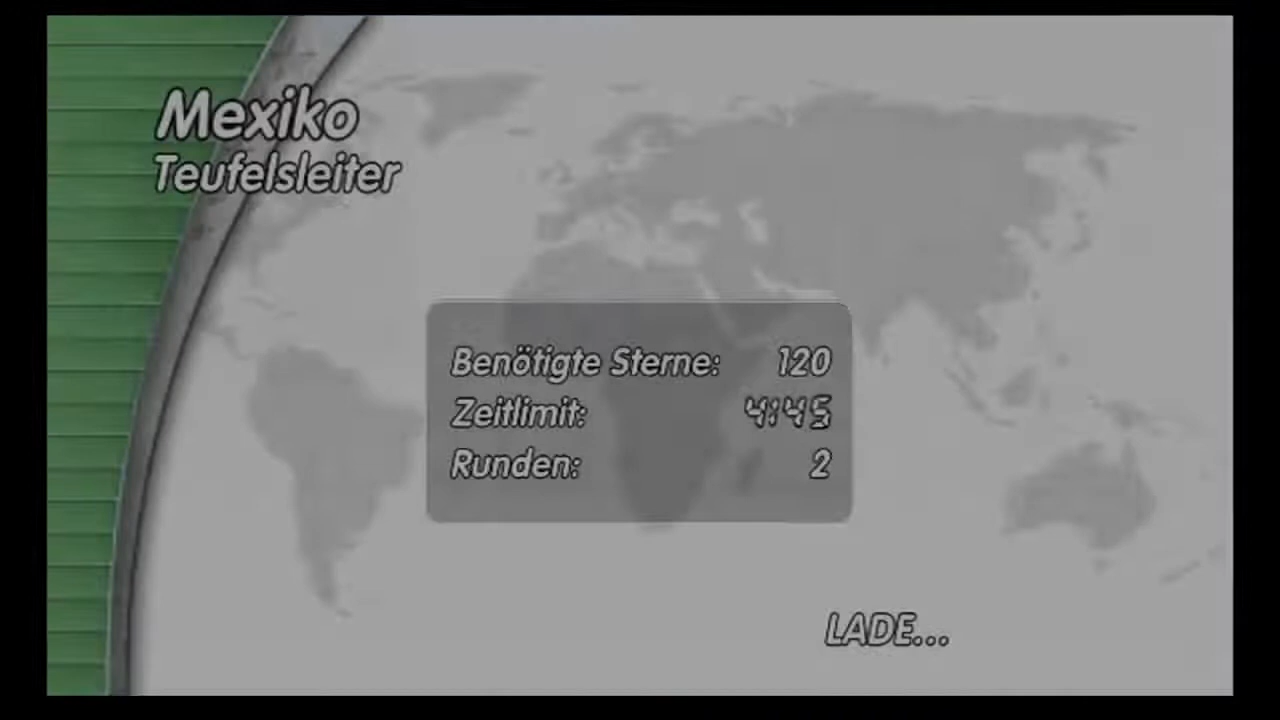 Mexiko
Teufelsleiter
Benötigte Sterne: 120
Zeitlimit: 4:45
Runden: 2
LADE...